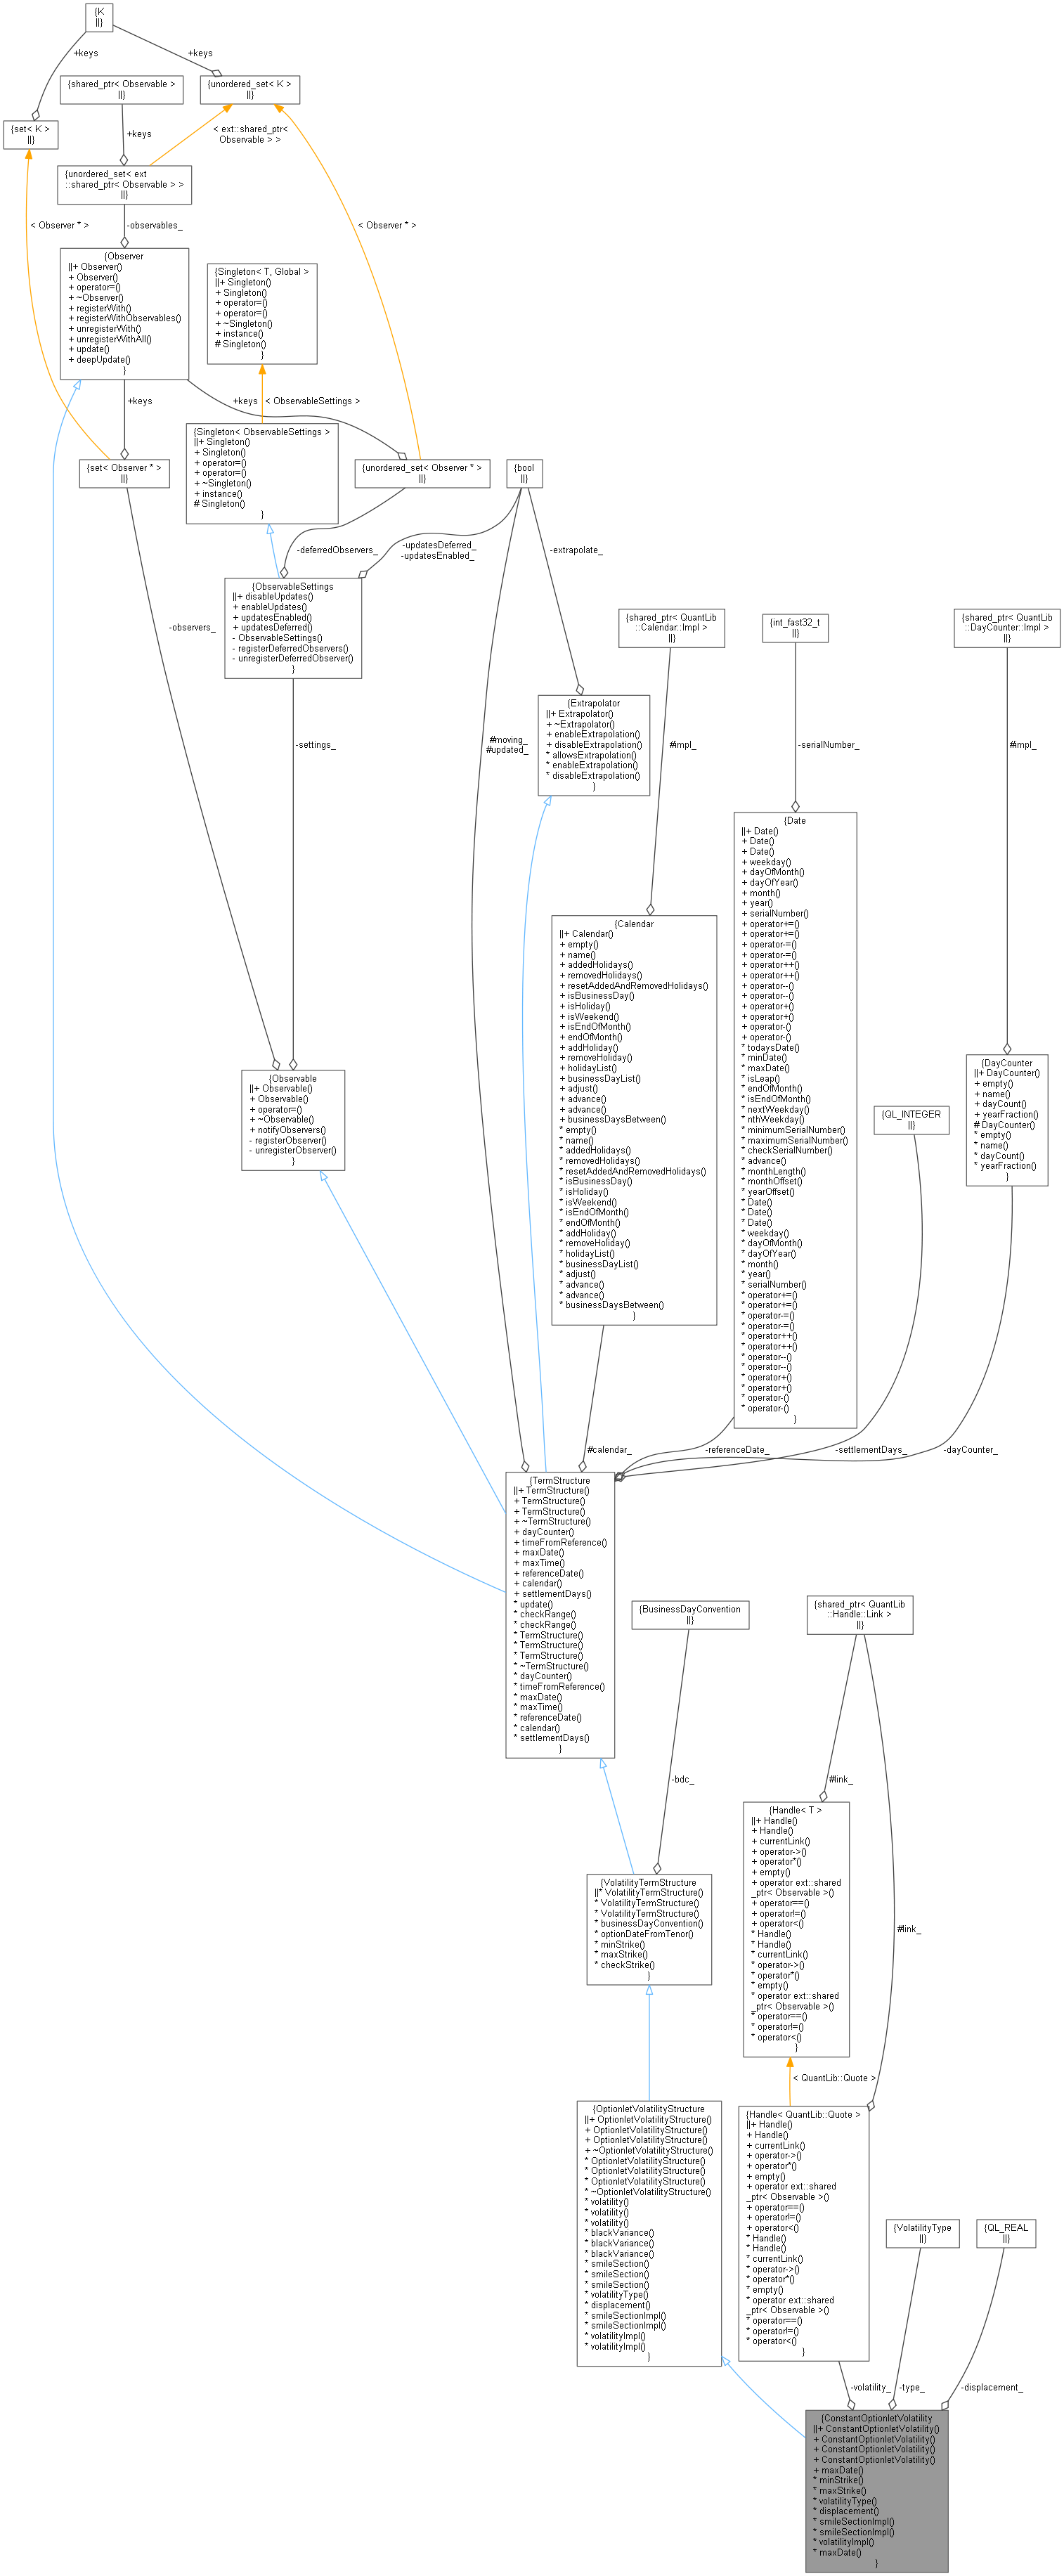 {K
||}
+keys
+keys
{shared_ptr< Observable >
||}
{unordered_set< K >
||}
{set< K >
||}
+keys
< ext::shared_ptr<
Observable > >
{unordered_set< ext
::shared_ptr< Observable > >
||}
< Observer * >
-observables_
< Observer * >
{Observer
||+ Observer()
+ Observer()
+ operator=()
+ ~Observer()
+ registerWith()
+ registerWithObservables()
+ unregisterWith()
+ unregisterWithAll()
+ update()
+ deepUpdate()
}
{Singleton< T, Global >
||+ Singleton()
+ Singleton()
+ operator=()
+ operator=()
+ ~Singleton()
+ instance()
# Singleton()
}
+keys
+keys
< ObservableSettings >
{set< Observer * >
||}
{Singleton< ObservableSettings >
||+ Singleton()
+ Singleton()
+ operator=()
+ operator=()
+ ~Singleton()
+ instance()
# Singleton()
}
{unordered_set< Observer * >
||}
{bool
||}
-deferredObservers_
-updatesDeferred_
-updatesEnabled_
-extrapolate_
{ObservableSettings
||+ disableUpdates()
+ enableUpdates()
+ updatesEnabled()
+ updatesDeferred()
- ObservableSettings()
- registerDeferredObservers()
- unregisterDeferredObserver()
}
-observers_
{shared_ptr< QuantLib
::Calendar::Impl >
||}
{int_fast32_t
||}
{shared_ptr< QuantLib
::DayCounter::Impl >
||}
-settings_
#moving_
#updated_
{Extrapolator
||+ Extrapolator()
+ ~Extrapolator()
+ enableExtrapolation()
+ disableExtrapolation()
* allowsExtrapolation()
* enableExtrapolation()
* disableExtrapolation()
}
#impl_
-serialNumber_
#impl_
{Date
||+ Date()
+ Date()
+ Date()
+ weekday()
+ dayOfMonth()
+ dayOfYear()
+ month()
+ year()
+ serialNumber()
+ operator+=()
+ operator+=()
+ operator-=()
+ operator-=()
+ operator++()
+ operator++()
+ operator--()
+ operator--()
+ operator+()
+ operator+()
+ operator-()
+ operator-()
* todaysDate()
* minDate()
* maxDate()
* isLeap()
* endOfMonth()
* isEndOfMonth()
* nextWeekday()
* nthWeekday()
* minimumSerialNumber()
* maximumSerialNumber()
* checkSerialNumber()
* advance()
* monthLength()
* monthOffset()
* yearOffset()
* Date()
* Date()
* Date()
* weekday()
* dayOfMonth()
* dayOfYear()
* month()
* year()
* serialNumber()
* operator+=()
* operator+=()
* operator-=()
* operator-=()
* operator++()
* operator++()
* operator--()
* operator--()
* operator+()
* operator+()
* operator-()
* operator-()
}
{Calendar
||+ Calendar()
+ empty()
+ name()
+ addedHolidays()
+ removedHolidays()
+ resetAddedAndRemovedHolidays()
+ isBusinessDay()
+ isHoliday()
+ isWeekend()
+ isEndOfMonth()
+ endOfMonth()
+ addHoliday()
+ removeHoliday()
+ holidayList()
+ businessDayList()
+ adjust()
+ advance()
+ advance()
+ businessDaysBetween()
* empty()
* name()
* addedHolidays()
* removedHolidays()
* resetAddedAndRemovedHolidays()
* isBusinessDay()
* isHoliday()
* isWeekend()
* isEndOfMonth()
* endOfMonth()
* addHoliday()
* removeHoliday()
* holidayList()
* businessDayList()
* adjust()
* advance()
* advance()
* businessDaysBetween()
}
{Observable
||+ Observable()
+ Observable()
+ operator=()
+ ~Observable()
+ notifyObservers()
- registerObserver()
- unregisterObserver()
}
{QL_INTEGER
||}
{DayCounter
||+ DayCounter()
+ empty()
+ name()
+ dayCount()
+ yearFraction()
# DayCounter()
* empty()
* name()
* dayCount()
* yearFraction()
}
#calendar_
-referenceDate_
-settlementDays_
-dayCounter_
{TermStructure
||+ TermStructure()
+ TermStructure()
+ TermStructure()
+ ~TermStructure()
+ dayCounter()
+ timeFromReference()
+ maxDate()
+ maxTime()
+ referenceDate()
+ calendar()
+ settlementDays()
* update()
* checkRange()
* checkRange()
* TermStructure()
* TermStructure()
* TermStructure()
* ~TermStructure()
* dayCounter()
* timeFromReference()
* maxDate()
* maxTime()
* referenceDate()
* calendar()
* settlementDays()
}
{BusinessDayConvention
||}
{shared_ptr< QuantLib
::Handle::Link >
||}
-bdc_
#link_
{Handle< T >
||+ Handle()
+ Handle()
+ currentLink()
+ operator->()
+ operator*()
+ empty()
+ operator ext::shared
_ptr< Observable >()
+ operator==()
+ operator!=()
+ operator<()
* Handle()
* Handle()
* currentLink()
* operator->()
* operator*()
* empty()
* operator ext::shared
_ptr< Observable >()
* operator==()
* operator!=()
* operator<()
}
{VolatilityTermStructure
||* VolatilityTermStructure()
* VolatilityTermStructure()
* VolatilityTermStructure()
* businessDayConvention()
* optionDateFromTenor()
* minStrike()
* maxStrike()
* checkStrike()
}
#link_
< QuantLib::Quote >
{OptionletVolatilityStructure
||+ OptionletVolatilityStructure()
+ OptionletVolatilityStructure()
+ OptionletVolatilityStructure()
+ ~OptionletVolatilityStructure()
* OptionletVolatilityStructure()
* OptionletVolatilityStructure()
* OptionletVolatilityStructure()
* ~OptionletVolatilityStructure()
* volatility()
* volatility()
* volatility()
* blackVariance()
* blackVariance()
* blackVariance()
* smileSection()
* smileSection()
* smileSection()
* volatilityType()
* displacement()
* smileSectionImpl()
* smileSectionImpl()
* volatilityImpl()
* volatilityImpl()
}
{Handle< QuantLib::Quote >
||+ Handle()
+ Handle()
+ currentLink()
+ operator->()
+ operator*()
+ empty()
+ operator ext::shared
_ptr< Observable >()
+ operator==()
+ operator!=()
+ operator<()
* Handle()
* Handle()
* currentLink()
* operator->()
* operator*()
* empty()
* operator ext::shared
_ptr< Observable >()
* operator==()
* operator!=()
* operator<()
}
{VolatilityType
||}
{QL_REAL
||}
-volatility_
-type_
-displacement_
{ConstantOptionletVolatility
||+ ConstantOptionletVolatility()
+ ConstantOptionletVolatility()
+ ConstantOptionletVolatility()
+ ConstantOptionletVolatility()
+ maxDate()
* minStrike()
* maxStrike()
* volatilityType()
* displacement()
* smileSectionImpl()
* smileSectionImpl()
* volatilityImpl()
* maxDate()
}